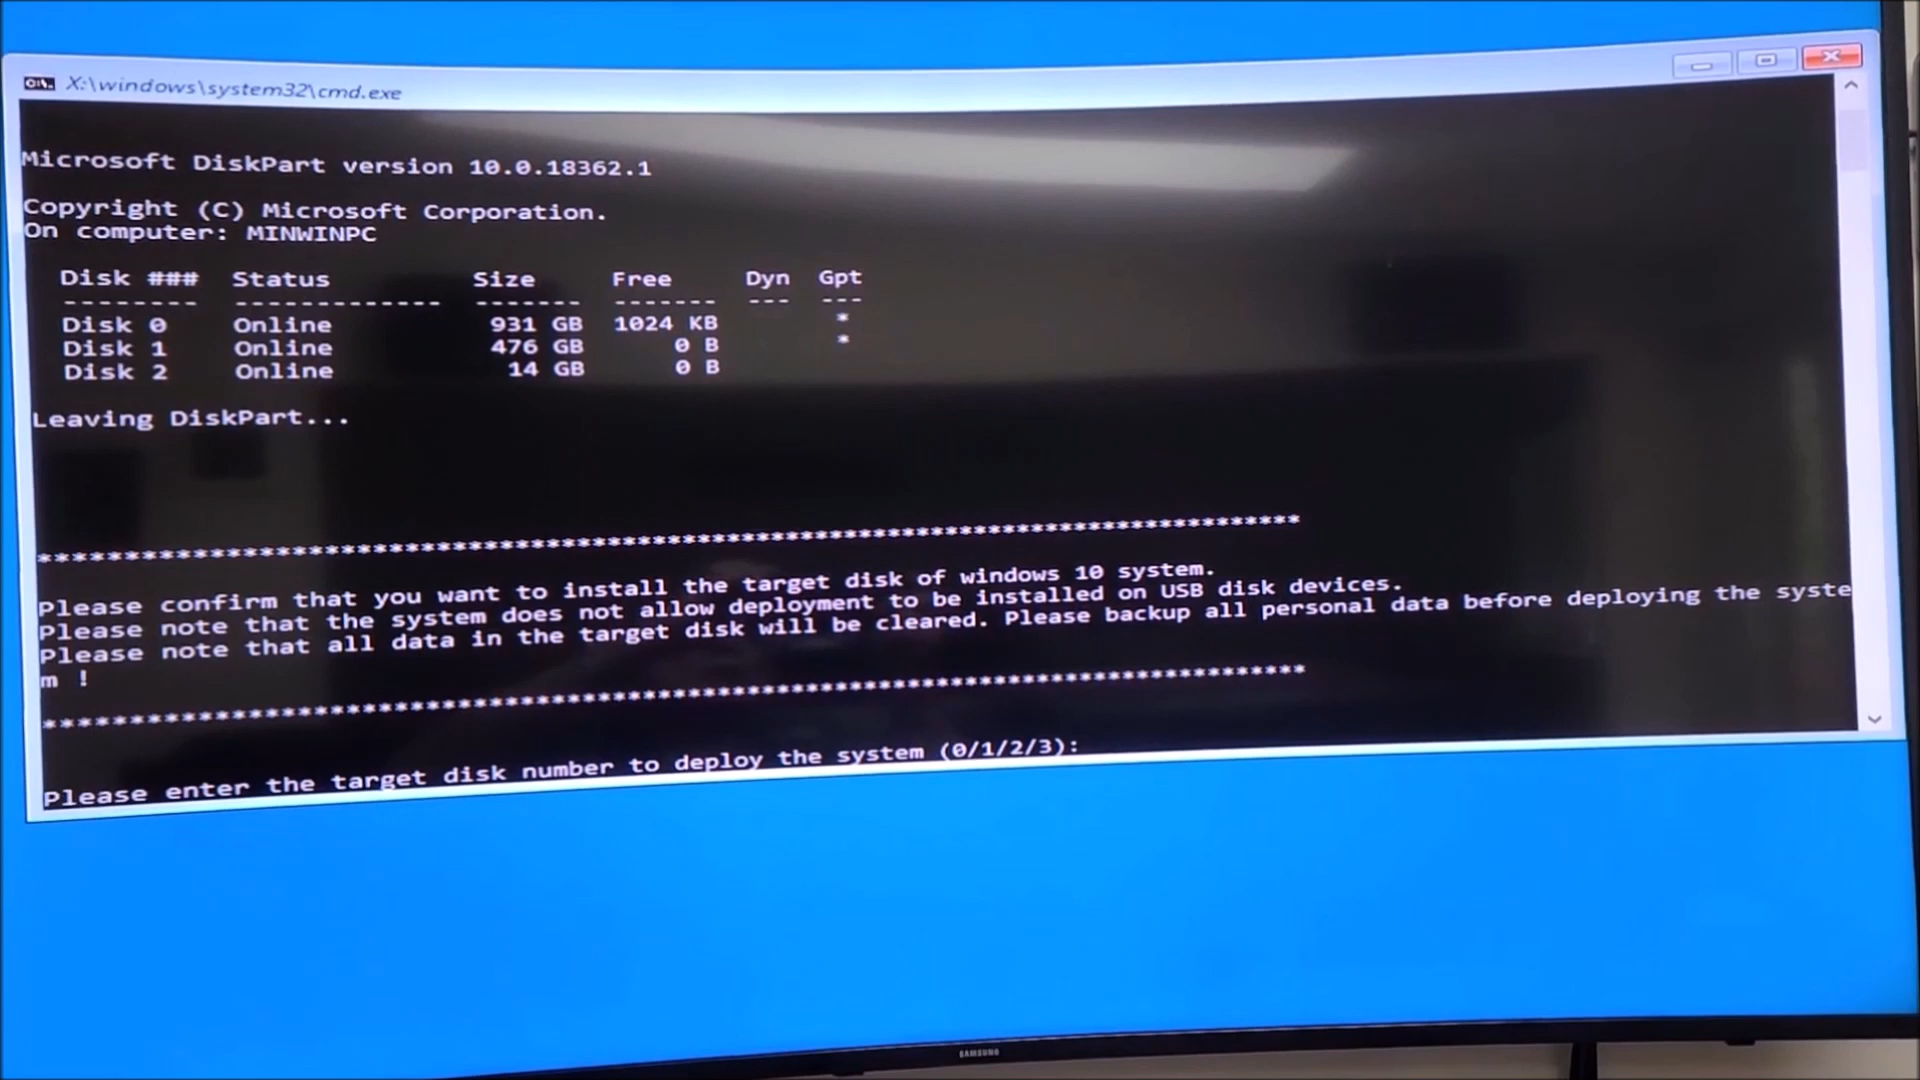 X:\windows\system32\cmd.exe
Microsoft DiskPart version 10.0.18362.1
Copyright (C) Microsoft Corporation.
On computer: MINWINPC
Disk ### Status Size Free Dyn Gpt
-------- ------------- ------- ------- --- ---
Disk 0 Online 931 GB 1024 KB *
Disk 1 Online 476 GB 0 B *
Disk 2 Online 14 GB 0 B
Leaving DiskPart...
Please confirm that you want to install the target disk of windows 10 system.
Please note that the system does not allow deployment to be installed on USB disk devices.
Please note that all data in the target disk will be cleared. Please backup all personal data before deploying the syste
m !
Please enter the target disk number to deploy the system (0/1/2/3):
SAMSUNG